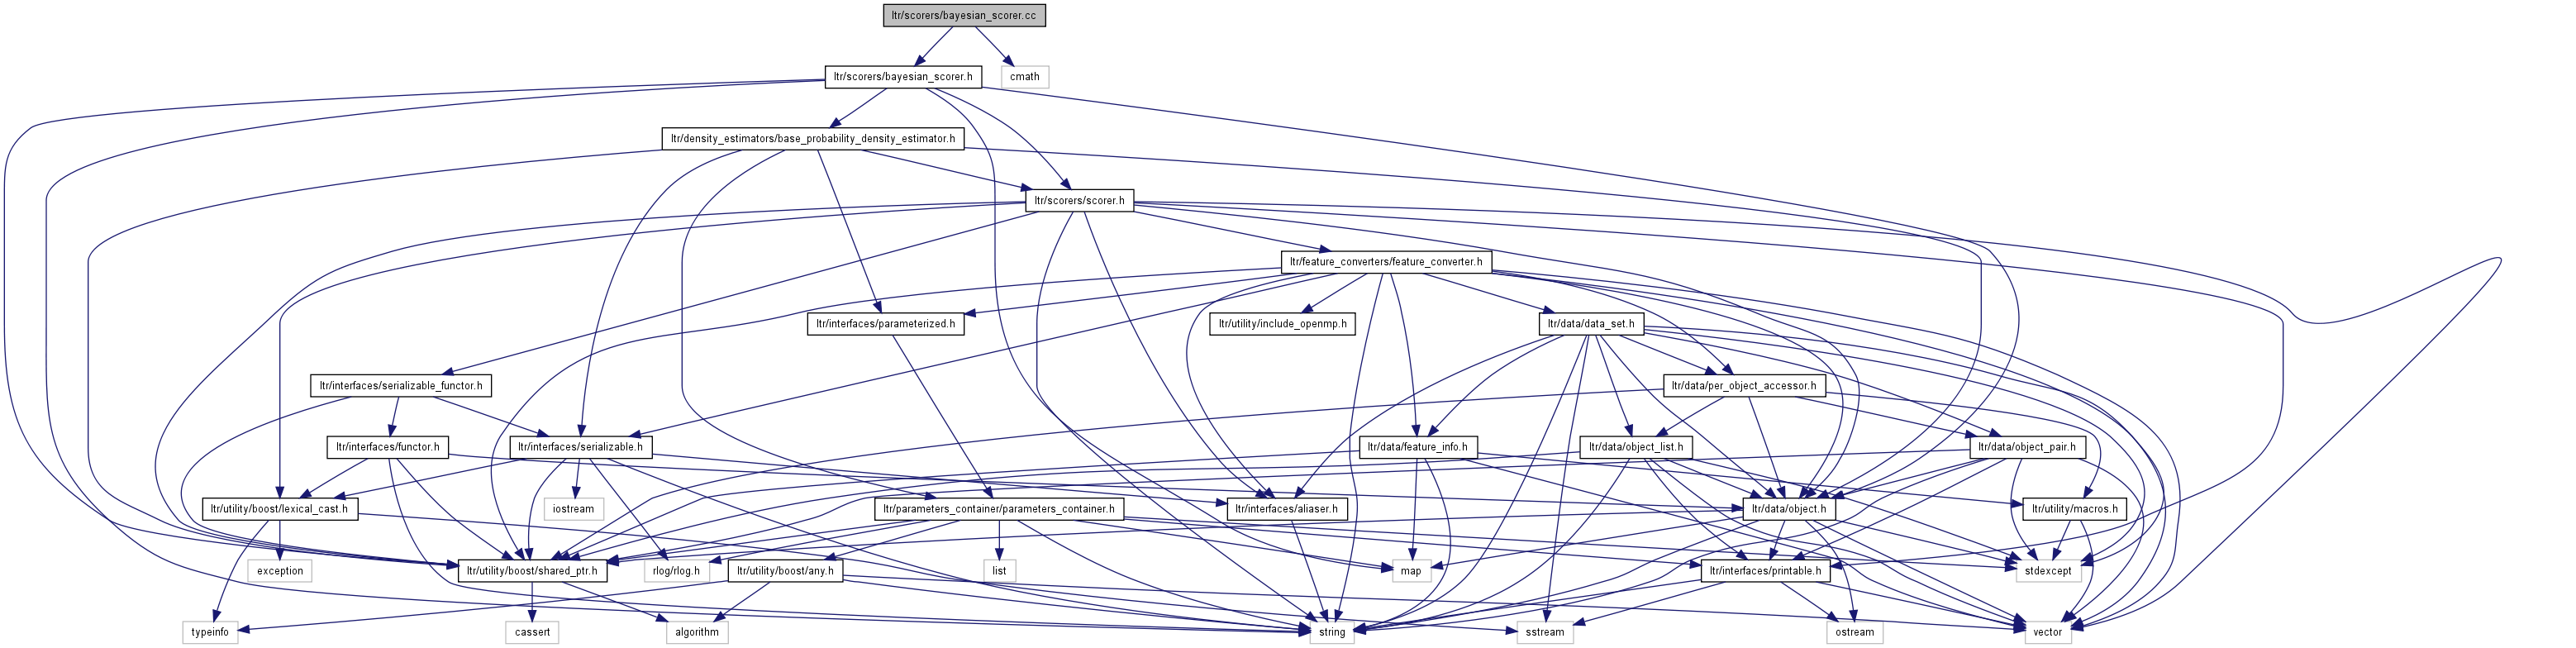 ltr/scorers/bayesian_scorer.cc
ltr/scorers/bayesian_scorer.h
cmath
ltr/density_estimators/base_probability_density_estimator.h
ltr/scorers/scorer.h
ltr/feature_converters/feature_converter.h
ltr/interfaces/parameterized.h
ltr/utility/include_openmp.h
ltr/data/data_set.h
ltr/interfaces/serializable_functor.h
ltr/data/per_object_accessor.h
ltr/interfaces/functor.h
ltr/interfaces/serializable.h
ltr/data/feature_info.h
ltr/data/object_list.h
ltr/data/object_pair.h
ltr/utility/boost/lexical_cast.h
iostream
ltr/parameters_container/parameters_container.h
ltr/interfaces/aliaser.h
ltr/data/object.h
ltr/utility/macros.h
exception
ltr/utility/boost/shared_ptr.h
rlog/rlog.h
ltr/utility/boost/any.h
list
map
ltr/interfaces/printable.h
stdexcept
typeinfo
cassert
algorithm
string
sstream
ostream
vector